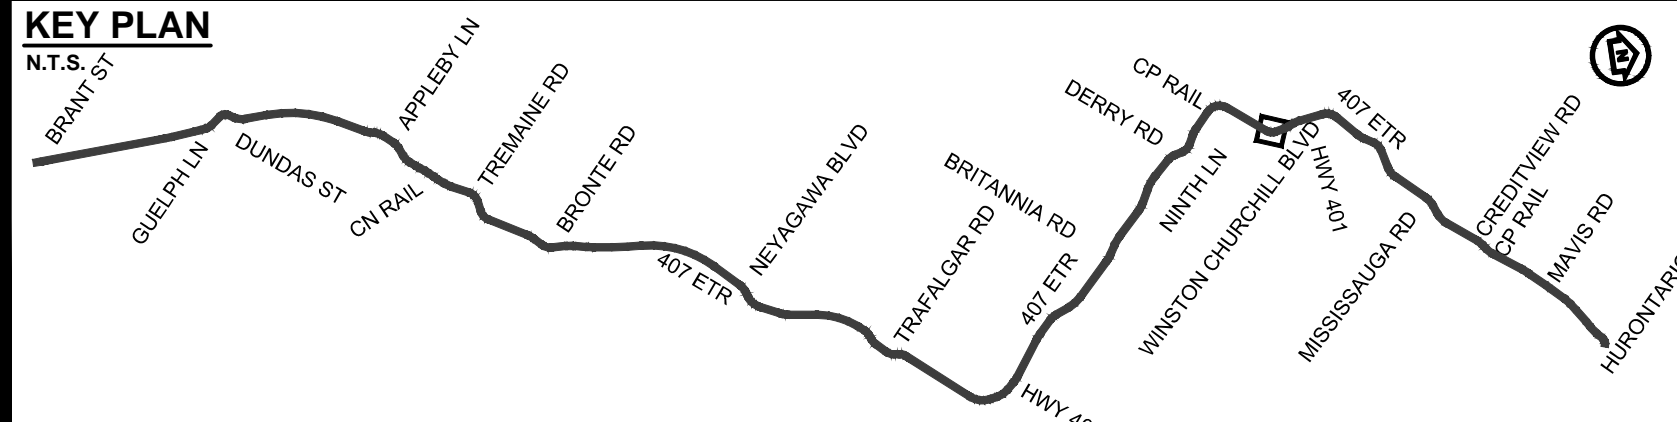 KEY PLAN
N.T.S.
BRANT ST
GUELPH LN
DUNDAS ST
CN RAIL
APPLEBY LN
TREMAINE RD
BRONTE RD
407 ETR
NEYAGAWA BLVD
TRAFALGAR RD
BRITANNIA RD
407 ETR
HWY
DERRY RD
CP RAIL
NINTH LN
WINSTON CHURCHILL BLVD
HWY 401
407 ETR
MISSISSAUGA RD
CREDITVIEW RD
CP RAIL
MAVIS RD
N